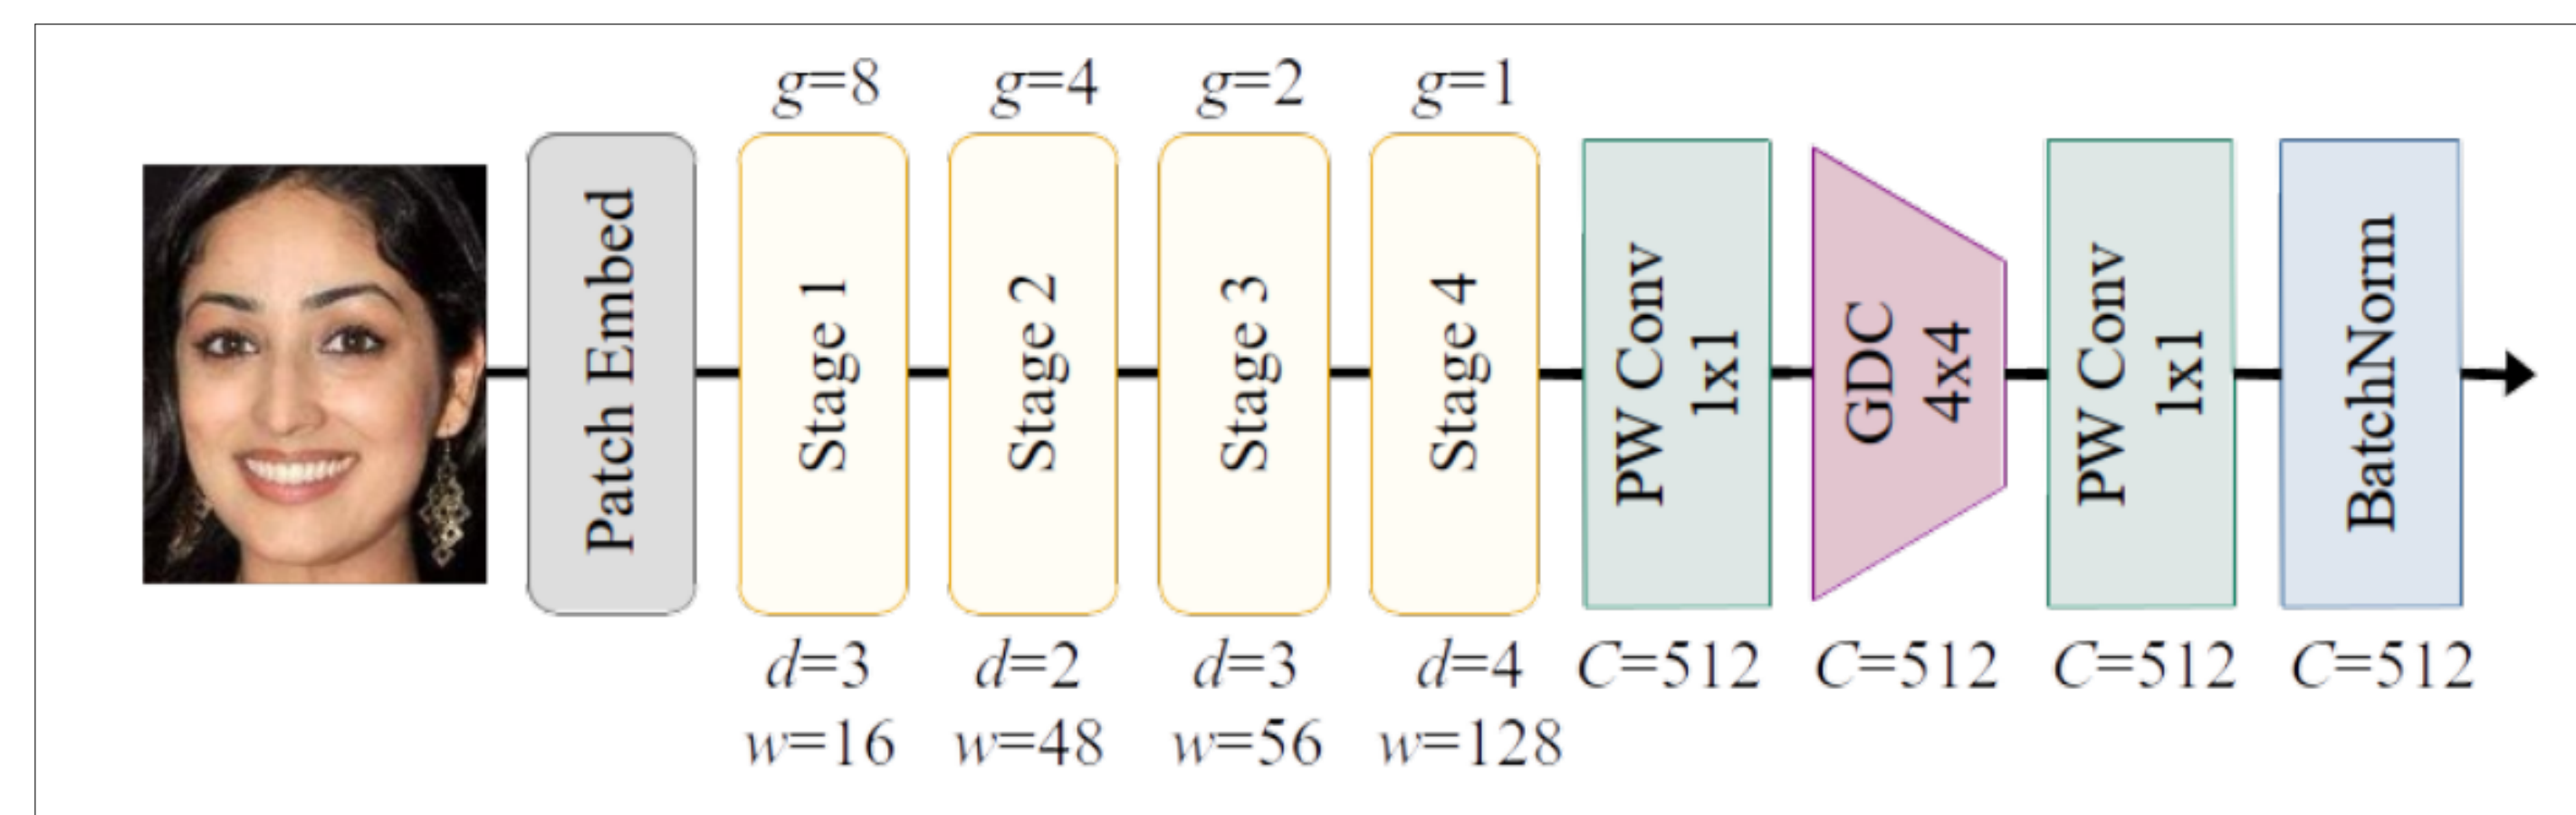 g=8
g=4
g=2
g=1
Patch Embed
Stage 1
Stage 2
Stage 3
Stage 4
PW Conv
1x1
GDC
4x4
PW Conv
1x1
BatchNorm
d=3
w=16
d=2
w=48
d=3
w=56
d=4
w=128
C=512
C=512
C=512
C=512